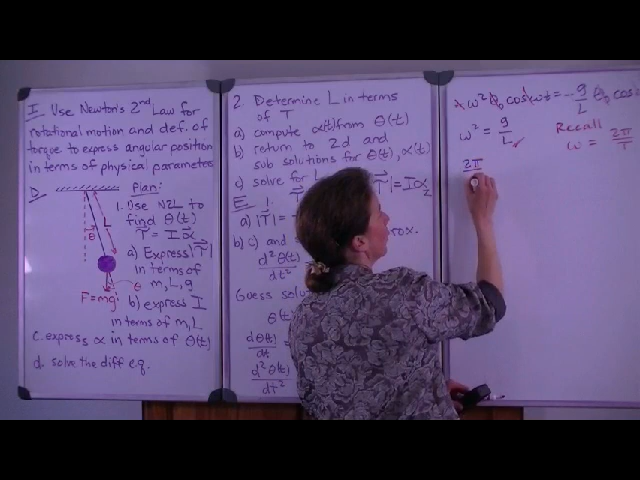 I. Use Newton's 2nd Law for
rotational motion and def. of
torque to express angular position
in terms of physical parameters
D.
Plan:
1. Use N2L to
find θ(t)
τ⃗ = Iα⃗
a) Express |τ⃗|
in terms of
m, L, g
b) express I
in terms of m, L
c. express α in terms of θ(t)
d. solve the diff eq.
L
θ
θ
F=mg
2. Determine L in terms
of T
a) compute α(t) from θ(t)
b) return to 2d and
sub solutions for θ(t), α(t)
c) solve for L
E. 1.
a) |τ⃗| =
|τ⃗| = Iα
b) c) and
rox.
d²θ(t)
dt²
Guess solu
θ(t)
dθ(t) =
dt
d²θ(t)
dt²
ω² θ₀ cos ωt = - g/L θ₀ cos
ω² = g/L ✓
Recall
ω = 2π/T
2π